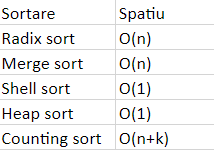 Sortare Spatiu
Radix sort O(n)
Merge sort O(n)
Shell sort O(1)
Heap sort O(1)
Counting sort O(n+k)